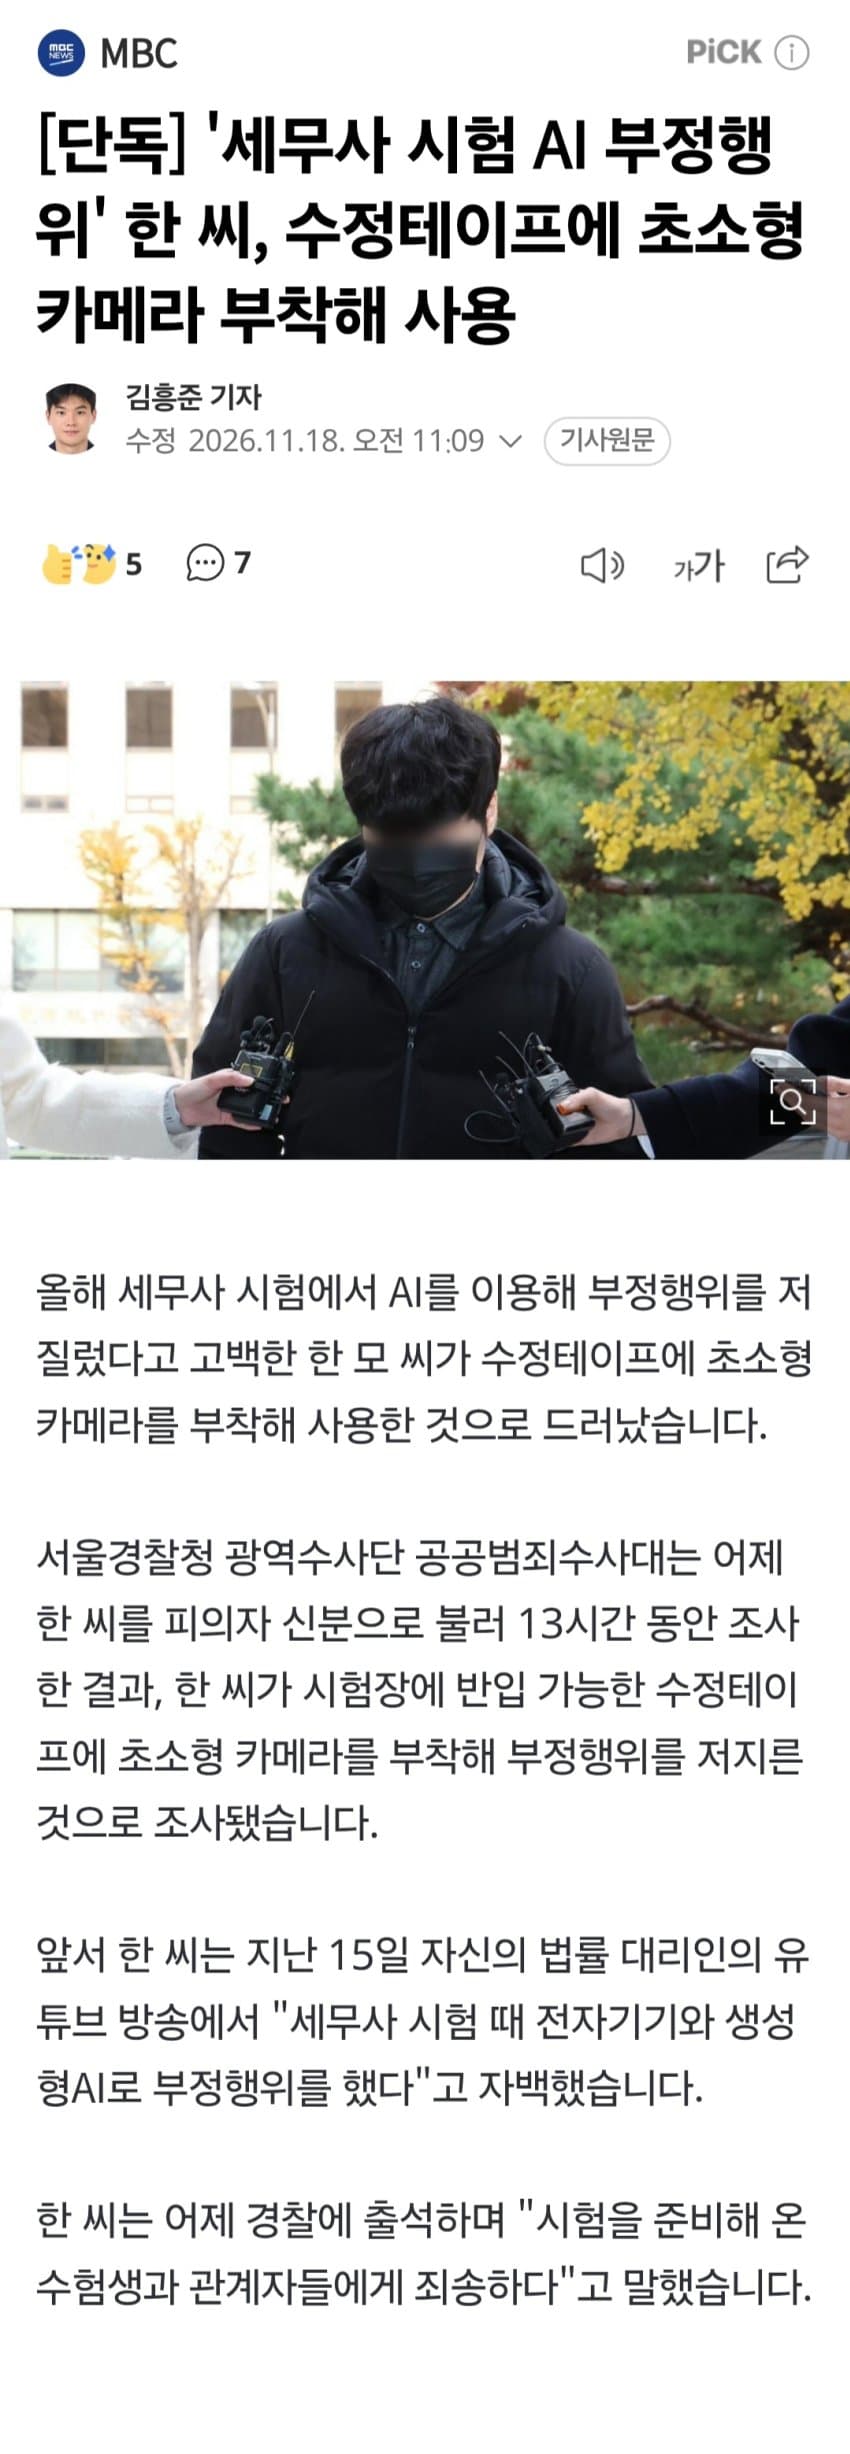 MBC NEWS
MBC
PiCK
[단독] '세무사 시험 AI 부정행
위' 한 씨, 수정테이프에 초소형
카메라 부착해 사용
김흥준 기자
수정 2026.11.18. 오전 11:09
기사원문
5
7
가가
올해 세무사 시험에서 AI를 이용해 부정행위를 저
질렀다고 고백한 한 모 씨가 수정테이프에 초소형
카메라를 부착해 사용한 것으로 드러났습니다.
서울경찰청 광역수사단 공공범죄수사대는 어제
한 씨를 피의자 신분으로 불러 13시간 동안 조사
한 결과, 한 씨가 시험장에 반입 가능한 수정테이
프에 초소형 카메라를 부착해 부정행위를 저지른
것으로 조사됐습니다.
앞서 한 씨는 지난 15일 자신의 법률 대리인의 유
튜브 방송에서 "세무사 시험 때 전자기기와 생성
형AI로 부정행위를 했다"고 자백했습니다.
한 씨는 어제 경찰에 출석하며 "시험을 준비해 온
수험생과 관계자들에게 죄송하다"고 말했습니다.